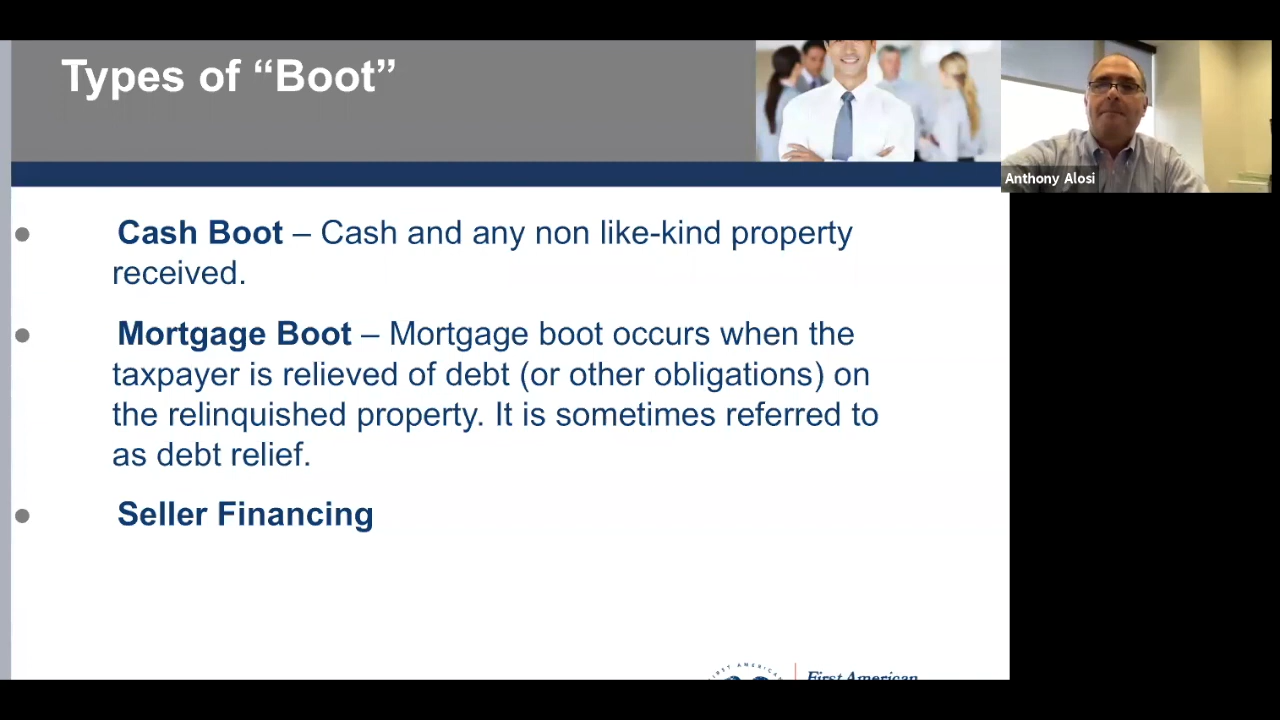 Types of “Boot”
Anthony Alosi
Cash Boot – Cash and any non like-kind property
received.
Mortgage Boot – Mortgage boot occurs when the
taxpayer is relieved of debt (or other obligations) on
the relinquished property. It is sometimes referred to
as debt relief.
Seller Financing
FIRST AMERICAN
First American